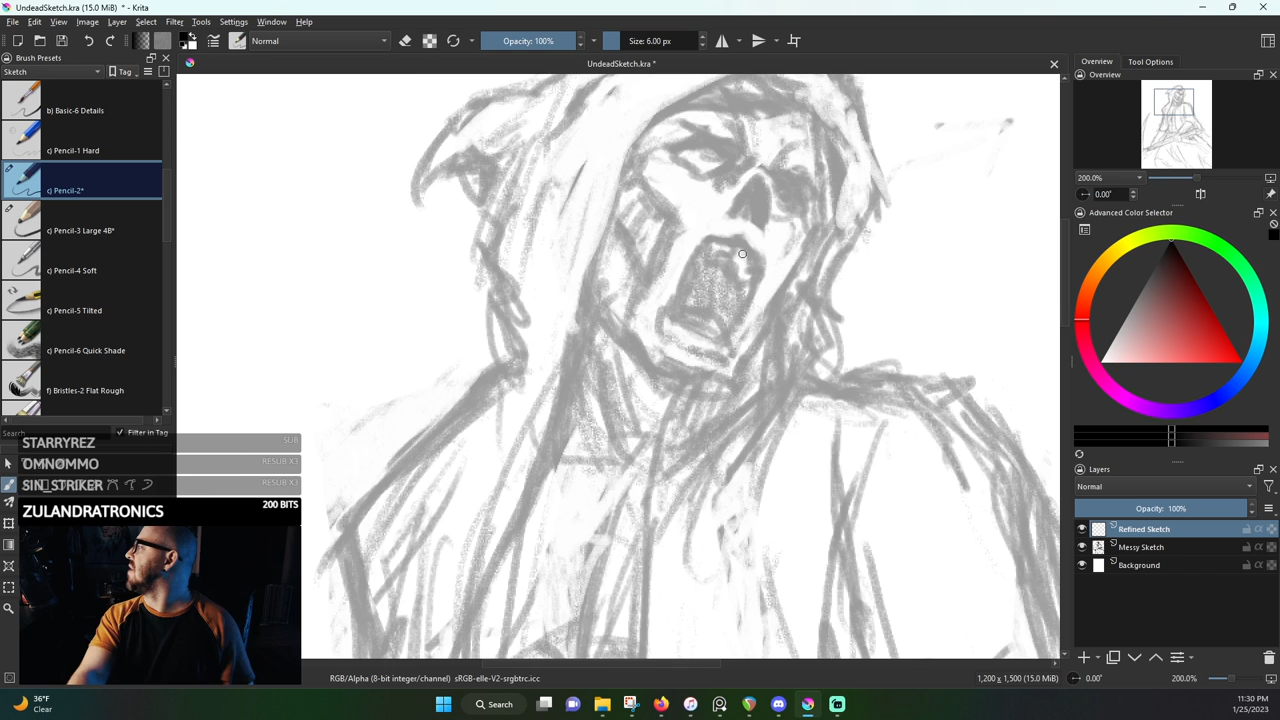 UndeadSketch.kra (15.0 MiB) * - Krita
File Edit View Image Layer Select Filter Tools Settings Window Help
Normal
Opacity: 100%
Size: 6.00 px
Brush Presets
Sketch
Tag
b) Basic-6 Details
c) Pencil-1 Hard
c) Pencil-2*
c) Pencil-3 Large 4B*
c) Pencil-4 Soft
c) Pencil-5 Tilted
c) Pencil-6 Quick Shade
f) Bristles-2 Flat Rough
Search
Filter in Tag
UndeadSketch.kra *
Overview
Tool Options
Overview
200.0%
0.00°
Advanced Color Selector
Layers
Normal
Opacity: 100%
Refined Sketch
Messy Sketch
Background
STARRYREZ SUB
OMNOMMO RESUB X3
SIN_STRIKER RESUB X3
ZULANDRATRONICS 200 BITS
RGB/Alpha (8-bit integer/channel) sRGB-elle-V2-srgbtrc.icc
1,200 x 1,500 (15.0 MiB)
0.00°
200.0%
36°F
Clear
Search
11:30 PM
1/25/2023